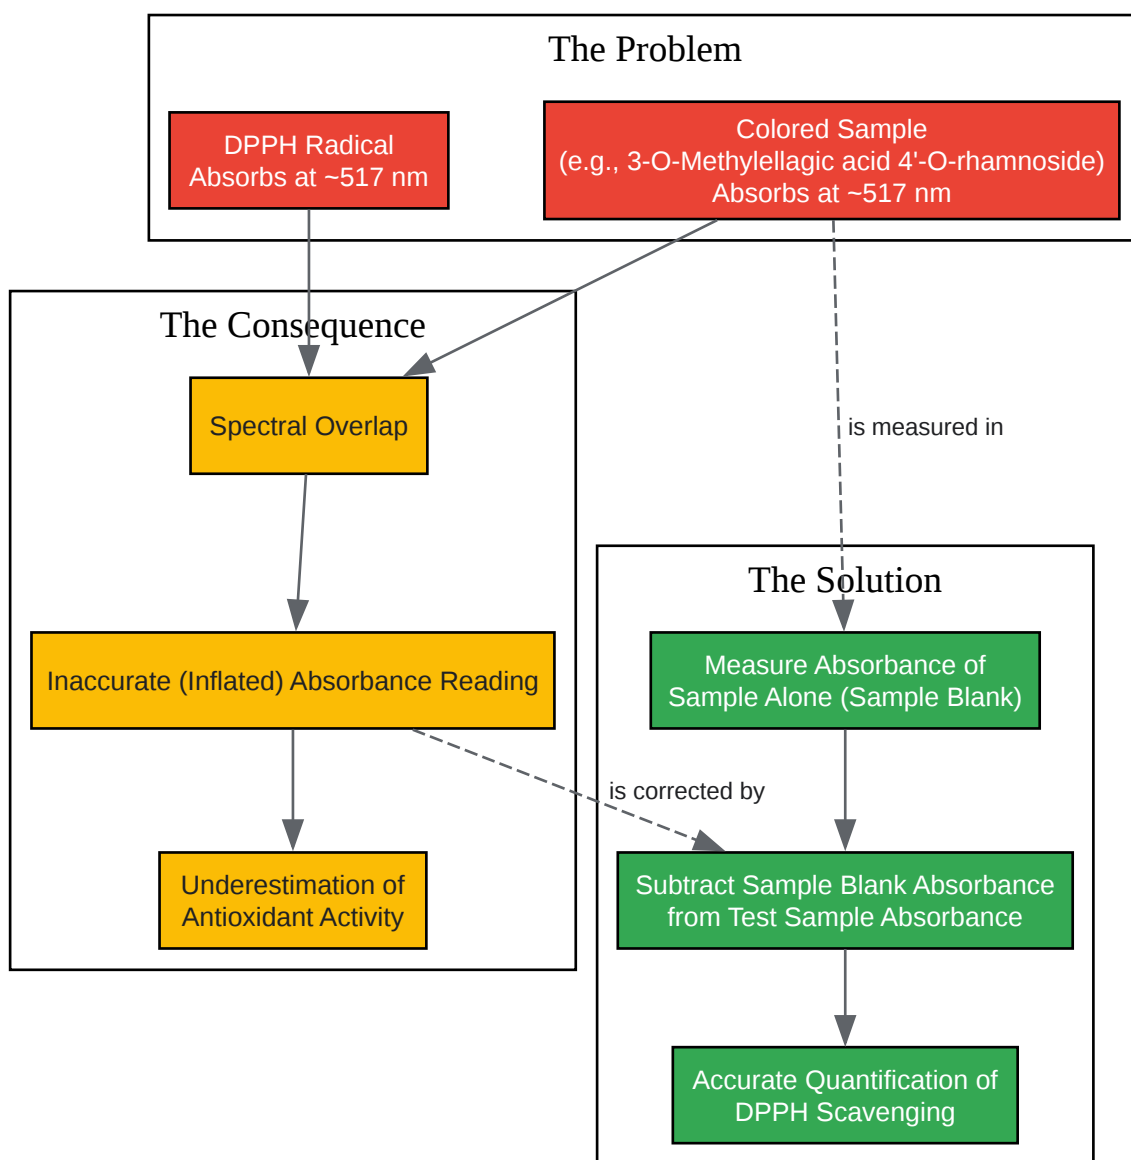 The Problem
DPPH Radical
Absorbs at ~517 nm
Colored Sample
(e.g., 3-O-Methylellagic acid 4'-O-rhamnoside)
Absorbs at ~517 nm
The Consequence
Spectral Overlap
is measured in
The Solution
Inaccurate (Inflated) Absorbance Reading
Measure Absorbance of
Sample Alone (Sample Blank)
is corrected by
Underestimation of
Antioxidant Activity
Subtract Sample Blank Absorbance
from Test Sample Absorbance
Accurate Quantification of
DPPH Scavenging